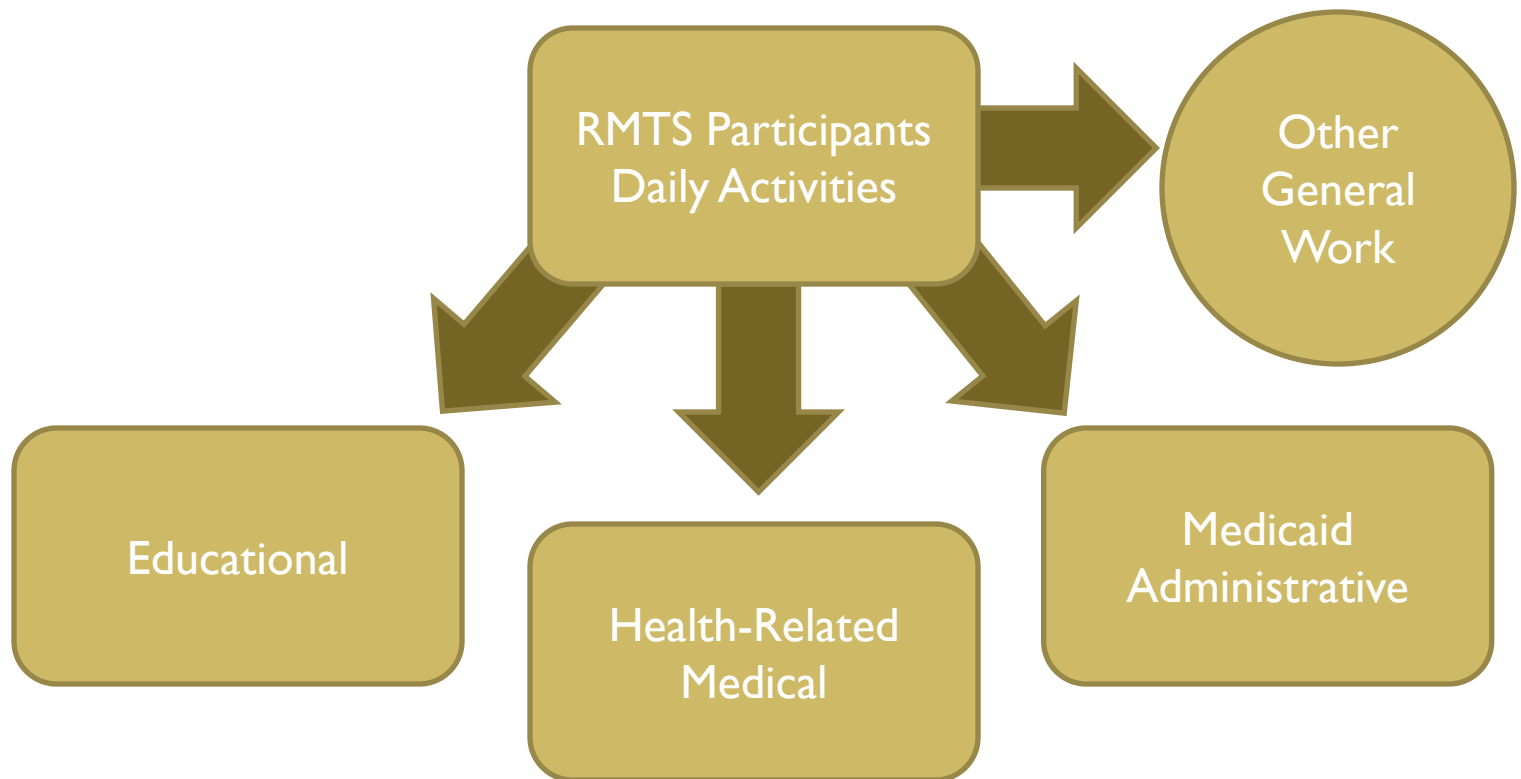 RMTS Participants
Daily Activities
Other
General
Work
Educational
Health-Related
Medical
Medicaid
Administrative